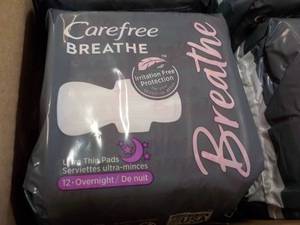 Carefree
BREATHE
Irritation Free
Protection
Breathe
Ultra Thin Pads
Serviettes ultra-minces
12 • Overnight / De nuit